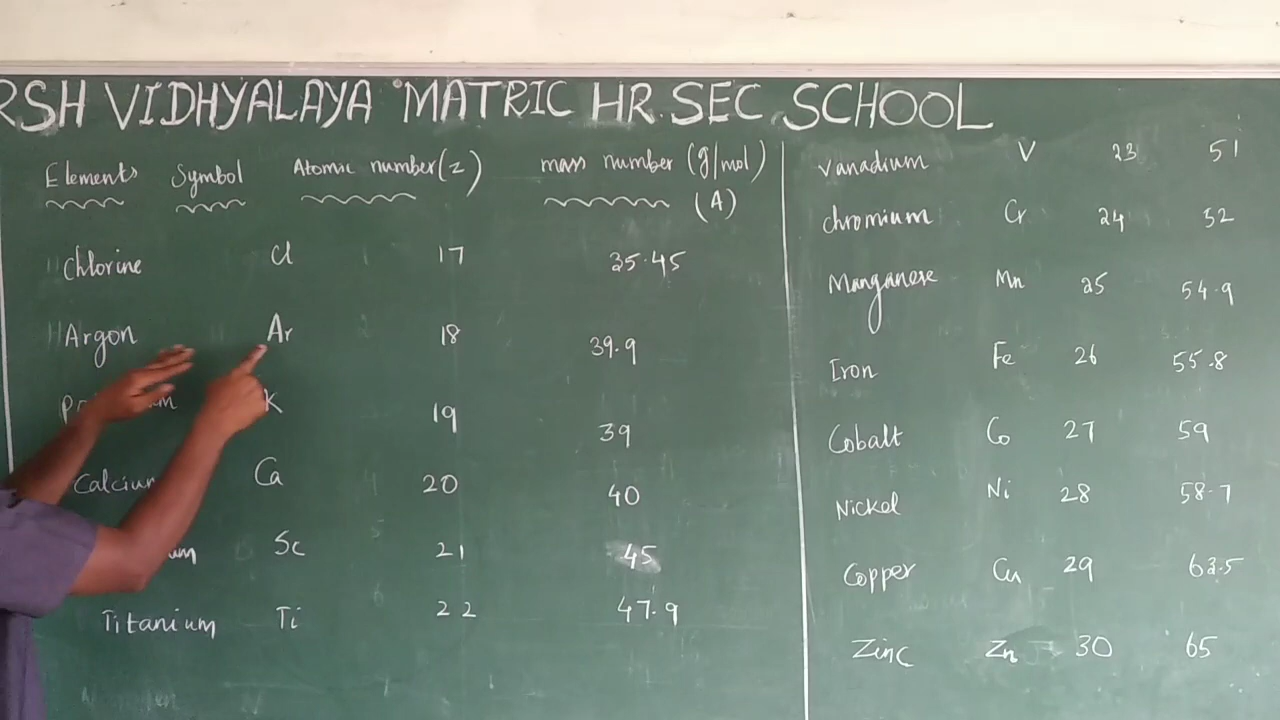 RSH VIDHYALAYA MATRIC HR. SEC SCHOOL
Elements Symbol Atomic number(z) mass number (g/mol)
(A)
Chlorine Cl 17 35.45
Argon Ar 18 39.9
K 19 39
Calcium Ca 20 40
Sc 21 45
Titanium Ti 22 47.9
Vanadium V 23 51
chromium Cr 24 52
Manganese Mn 25 54.9
Iron Fe 26 55.8
Cobalt Co 27 59
Nickel Ni 28 58.7
Copper Cu 29 63.5
Zinc Zn 30 65